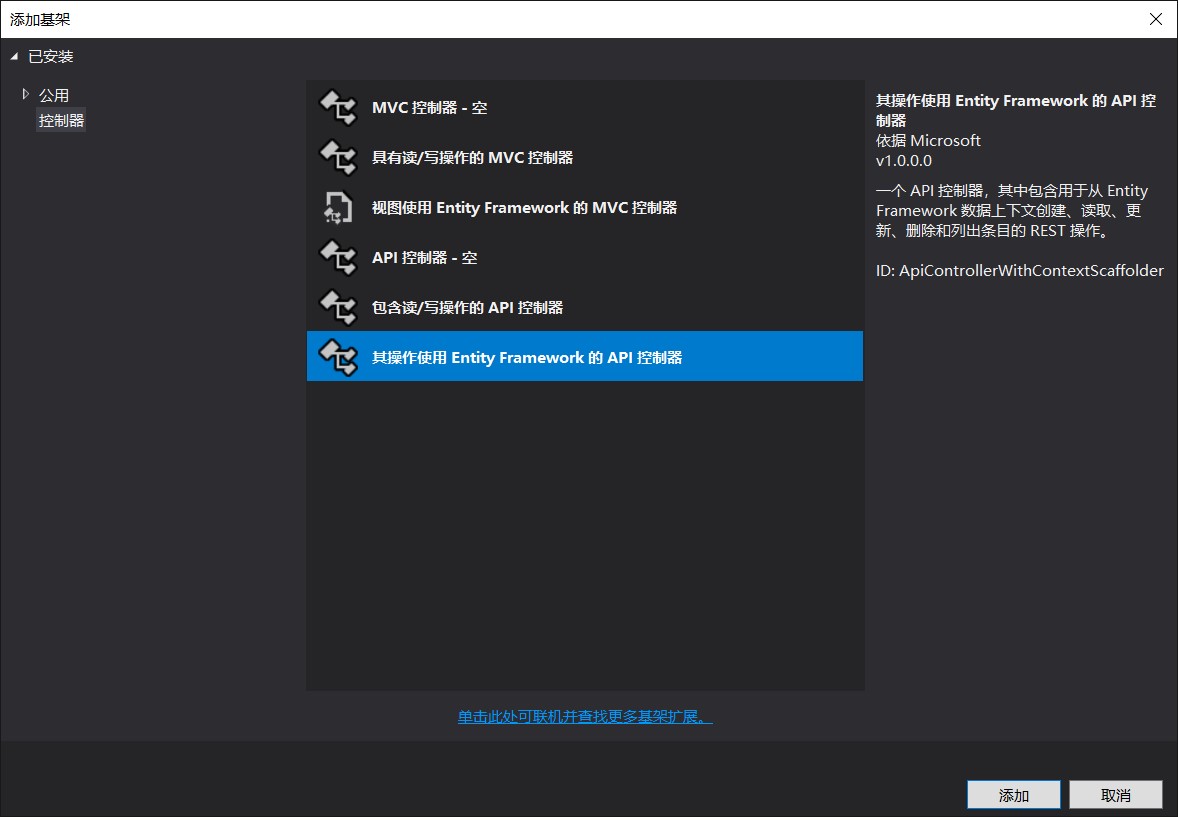 添加基架
已安装
公用
控制器
MVC 控制器 - 空
具有读/写操作的 MVC 控制器
视图使用 Entity Framework 的 MVC 控制器
API 控制器 - 空
包含读/写操作的 API 控制器
其操作使用 Entity Framework 的 API 控制器
其操作使用 Entity Framework 的 API 控
制器
依据 Microsoft
v1.0.0.0
一个 API 控制器，其中包含用于从 Entity
Framework 数据上下文创建、读取、更
新、删除和列出条目的 REST 操作。
ID: ApiControllerWithContextScaffolder
单击此处可联机并查找更多基架扩展。
添加
取消